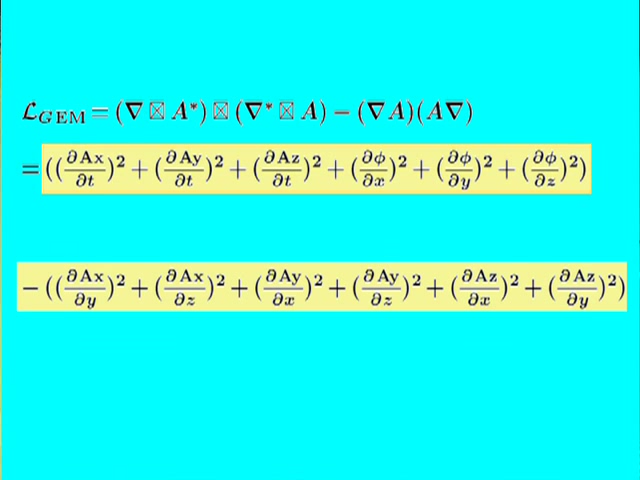 ℒ_GEM = (∇ ⊠ A*) ⊠ (∇* ⊠ A) − (∇A)(A∇)
= ((∂Ax/∂t)² + (∂Ay/∂t)² + (∂Az/∂t)² + (∂ϕ/∂x)² + (∂ϕ/∂y)² + (∂ϕ/∂z)²)
− ((∂Ax/∂y)² + (∂Ax/∂z)² + (∂Ay/∂x)² + (∂Ay/∂z)² + (∂Az/∂x)² + (∂Az/∂y)²)